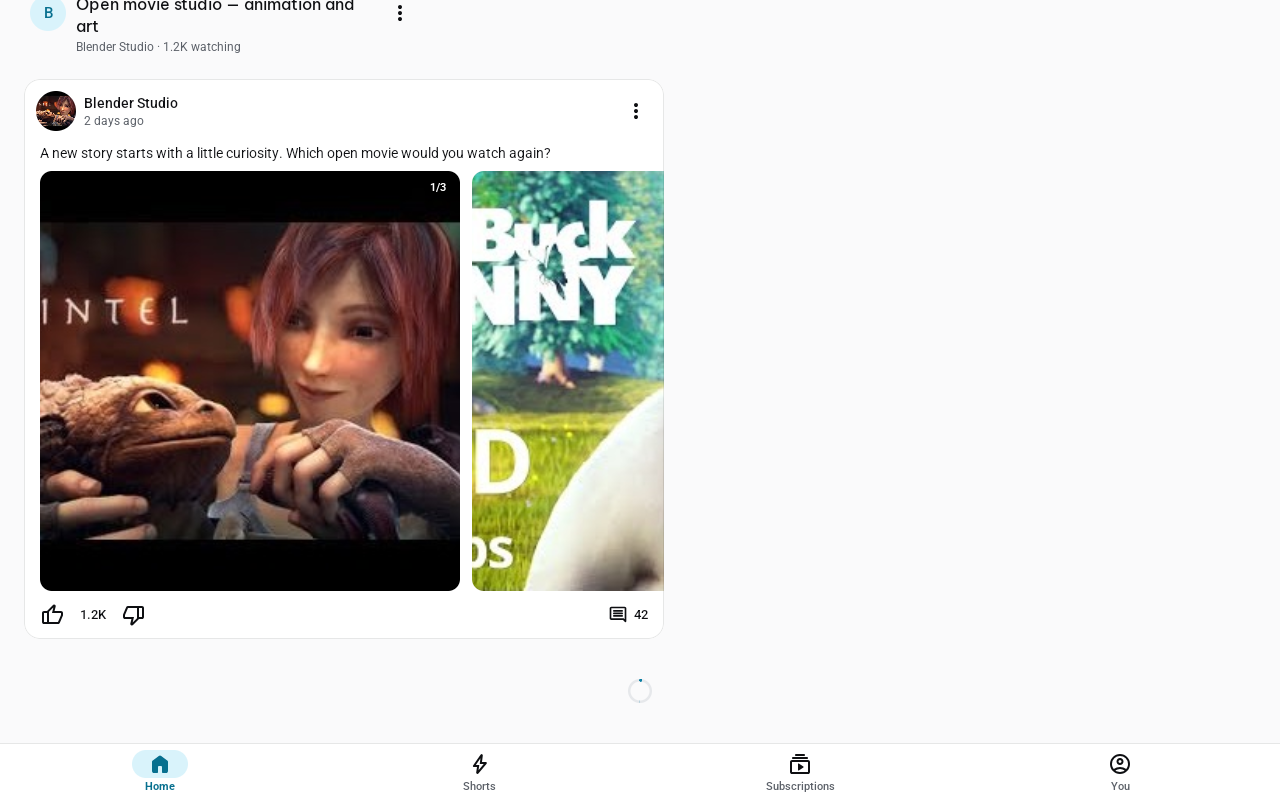 B
Open movie studio — animation and
art
Blender Studio · 1.2K watching
Blender Studio
2 days ago
A new story starts with a little curiosity. Which open movie would you watch again?
1/3
INTEL
Buck
NNY
D
os
1.2K
42
Home
Shorts
Subscriptions
You